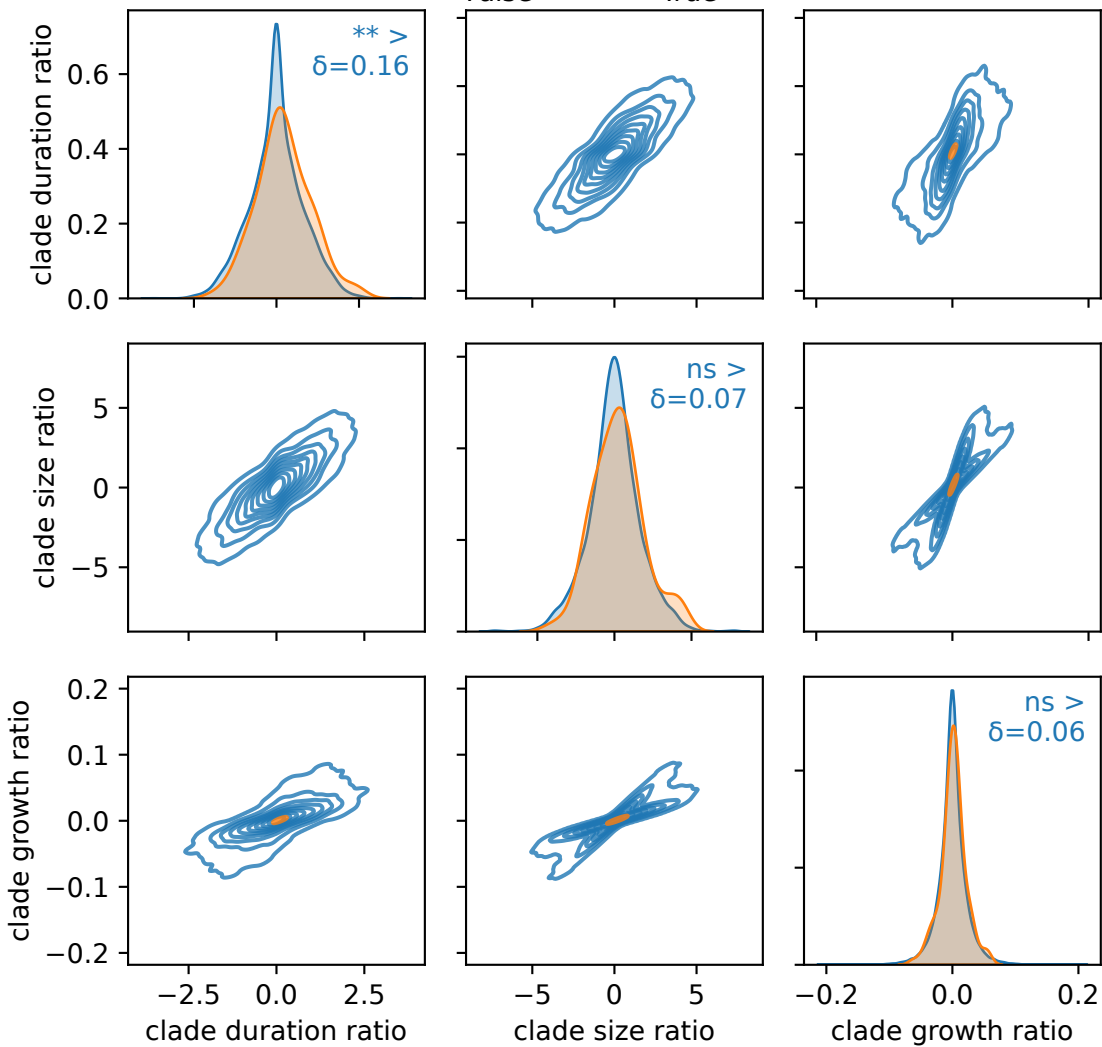 clade duration ratio
0.6
0.4
0.2
0.0
** >
δ=0.16
clade size ratio
5
0
−5
ns >
δ=0.07
clade growth ratio
0.2
0.1
0.0
−0.1
−0.2
ns >
δ=0.06
−2.5 0.0 2.5
−5 0 5
−0.2 0.0 0.2
clade duration ratio
clade size ratio
clade growth ratio